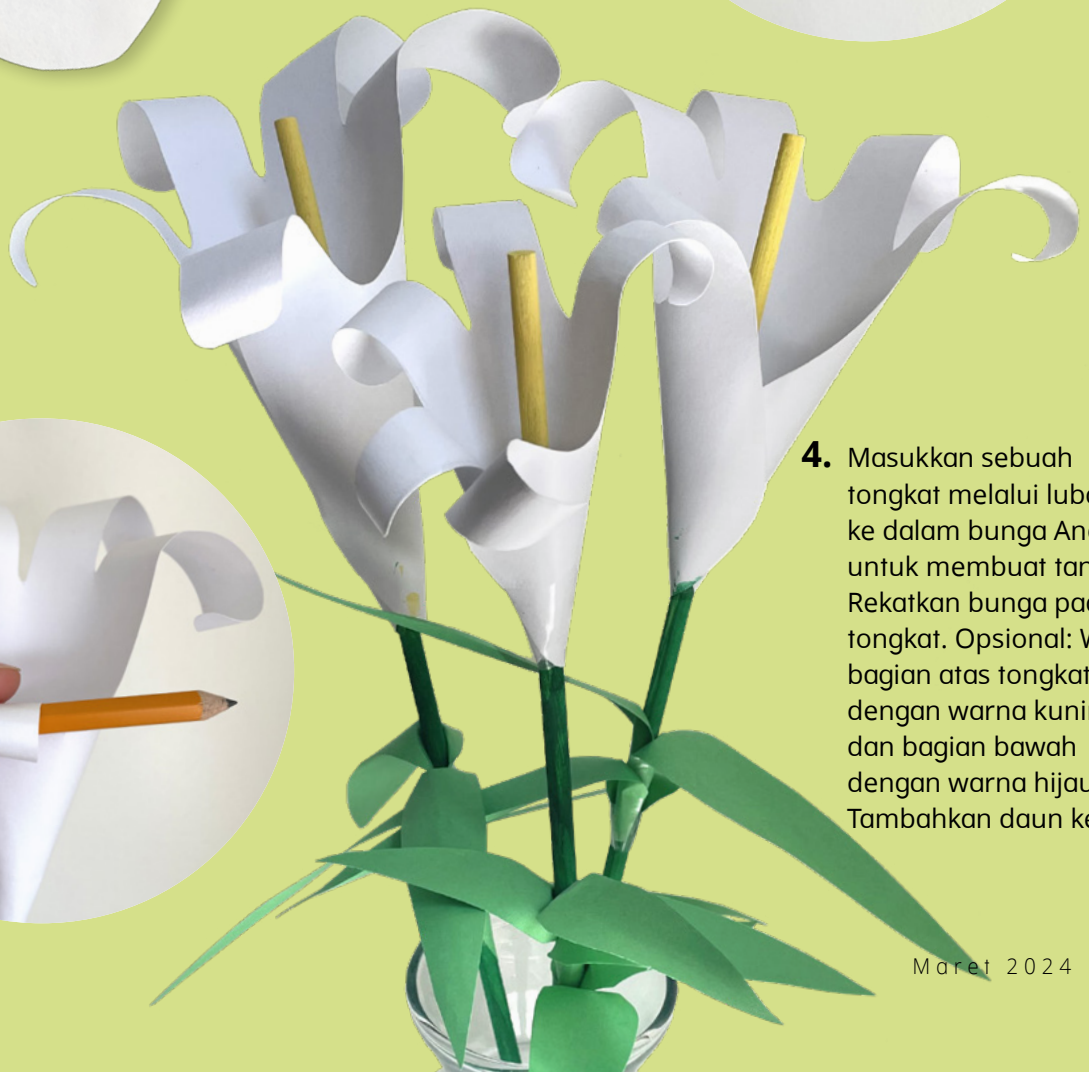 4. Masukkan sebuah
tongkat melalui
ke dalam bunga
untuk membuat
Rekatkan bunga
tongkat. Opsional:
bagian atas tongkat
dengan warna
dan bagian bawah
dengan warna hijau
Tambahkan daun
Maret 2024